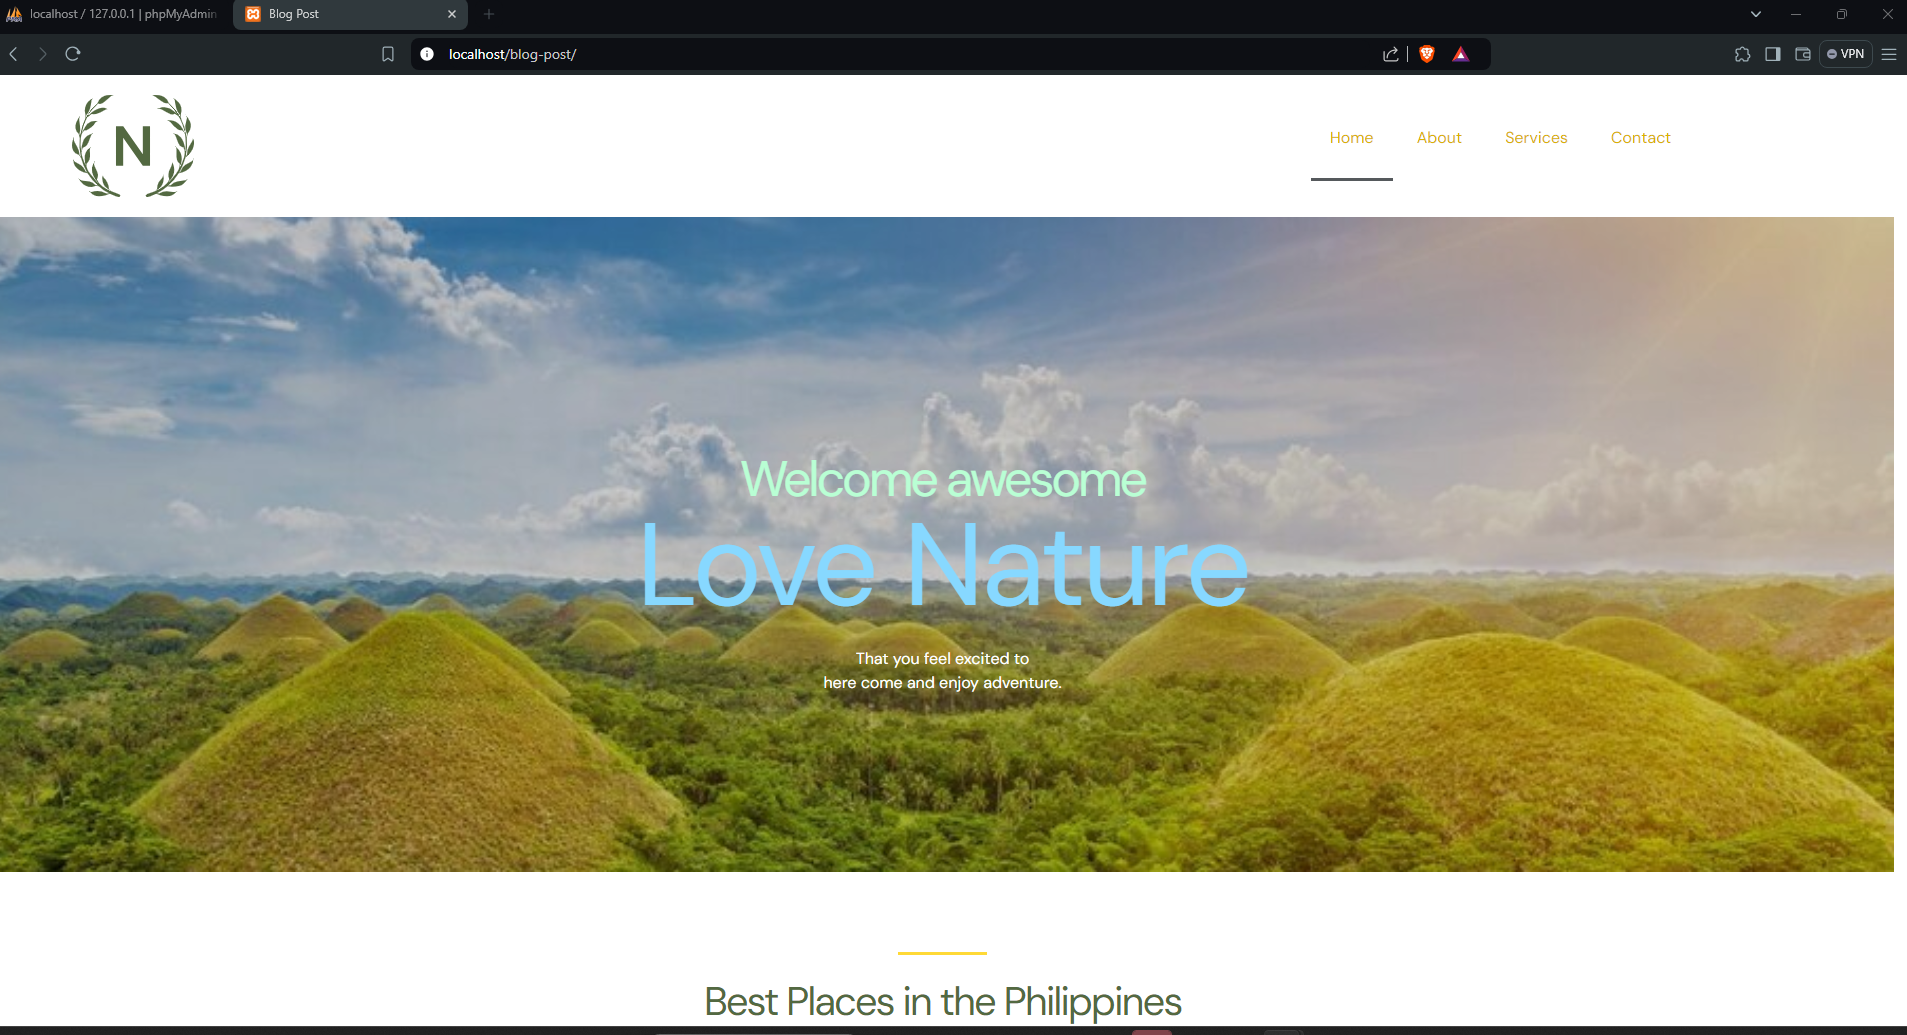 localhost / 127.0.0.1 | phpMyAdmin
Blog Post
localhost/blog-post/
VPN
N
Home
About
Services
Contact
Welcome awesome
Love Nature
That you feel excited to
here come and enjoy adventure.
Best Places in the Philippines